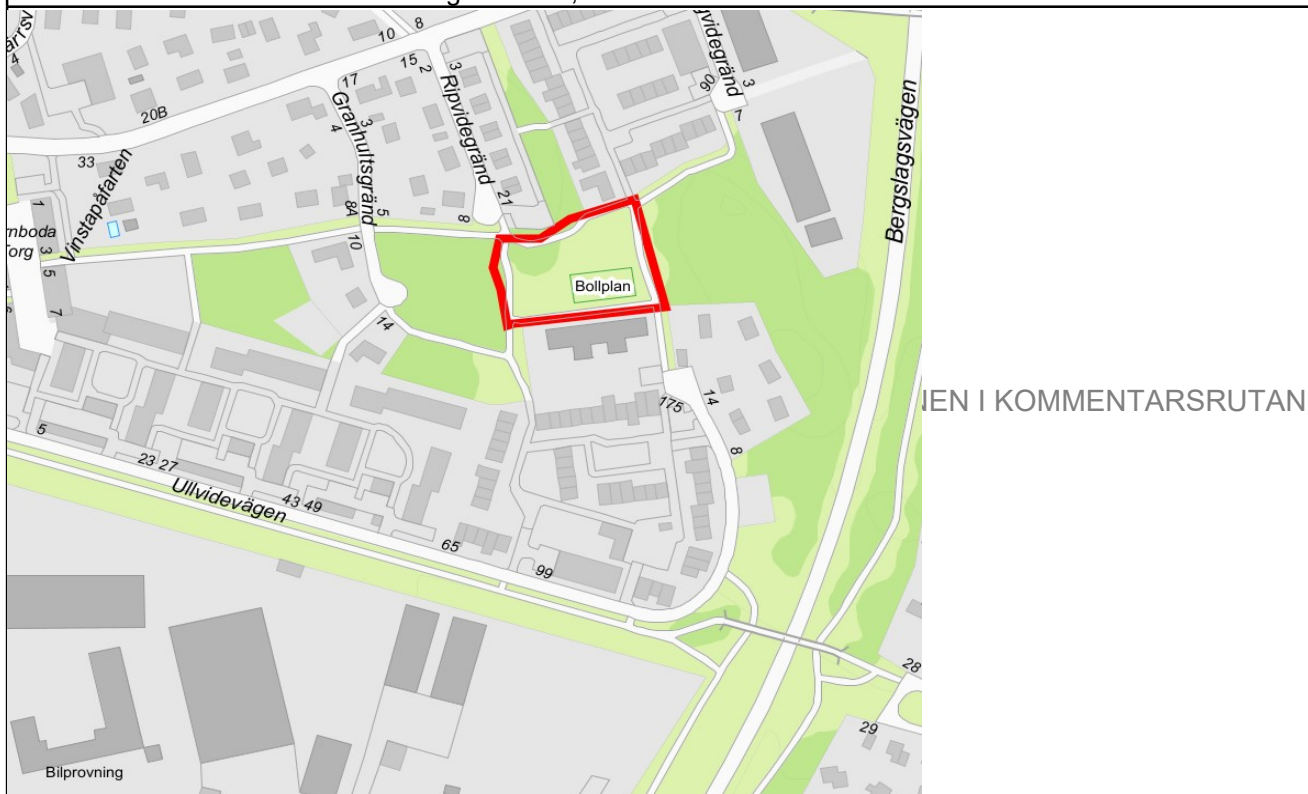 8
10
15
2
17
3
20B
33
Ripvidegränd
Granhultsgränd
3
4
90
3
7
Bergslagsvägen
Vinstapåfarten
21
5
8A
8
10
1
Torg
3
5
7
Bollplan
14
14
175
8
IEN I KOMMENTARSRUTAN
5
23 27
Ullvidevägen
43 49
65
99
28
29
Bilprovning